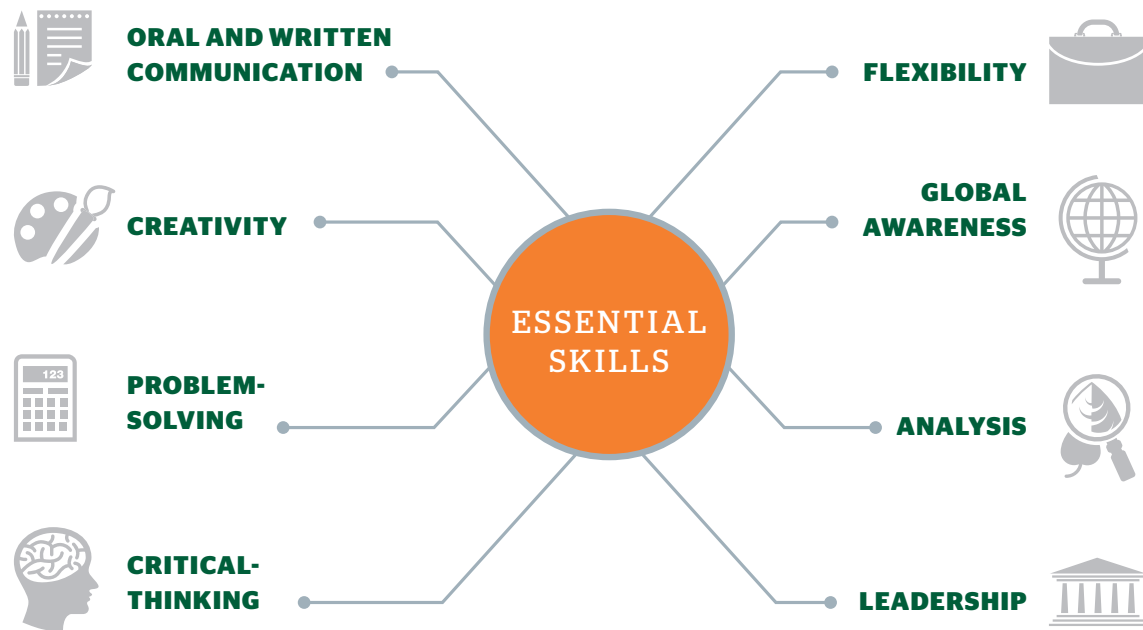 ORAL AND WRITTEN
COMMUNICATION
CREATIVITY
123
PROBLEM-
SOLVING
CRITICAL-
THINKING
ESSENTIAL
SKILLS
FLEXIBILITY
GLOBAL
AWARENESS
ANALYSIS
LEADERSHIP